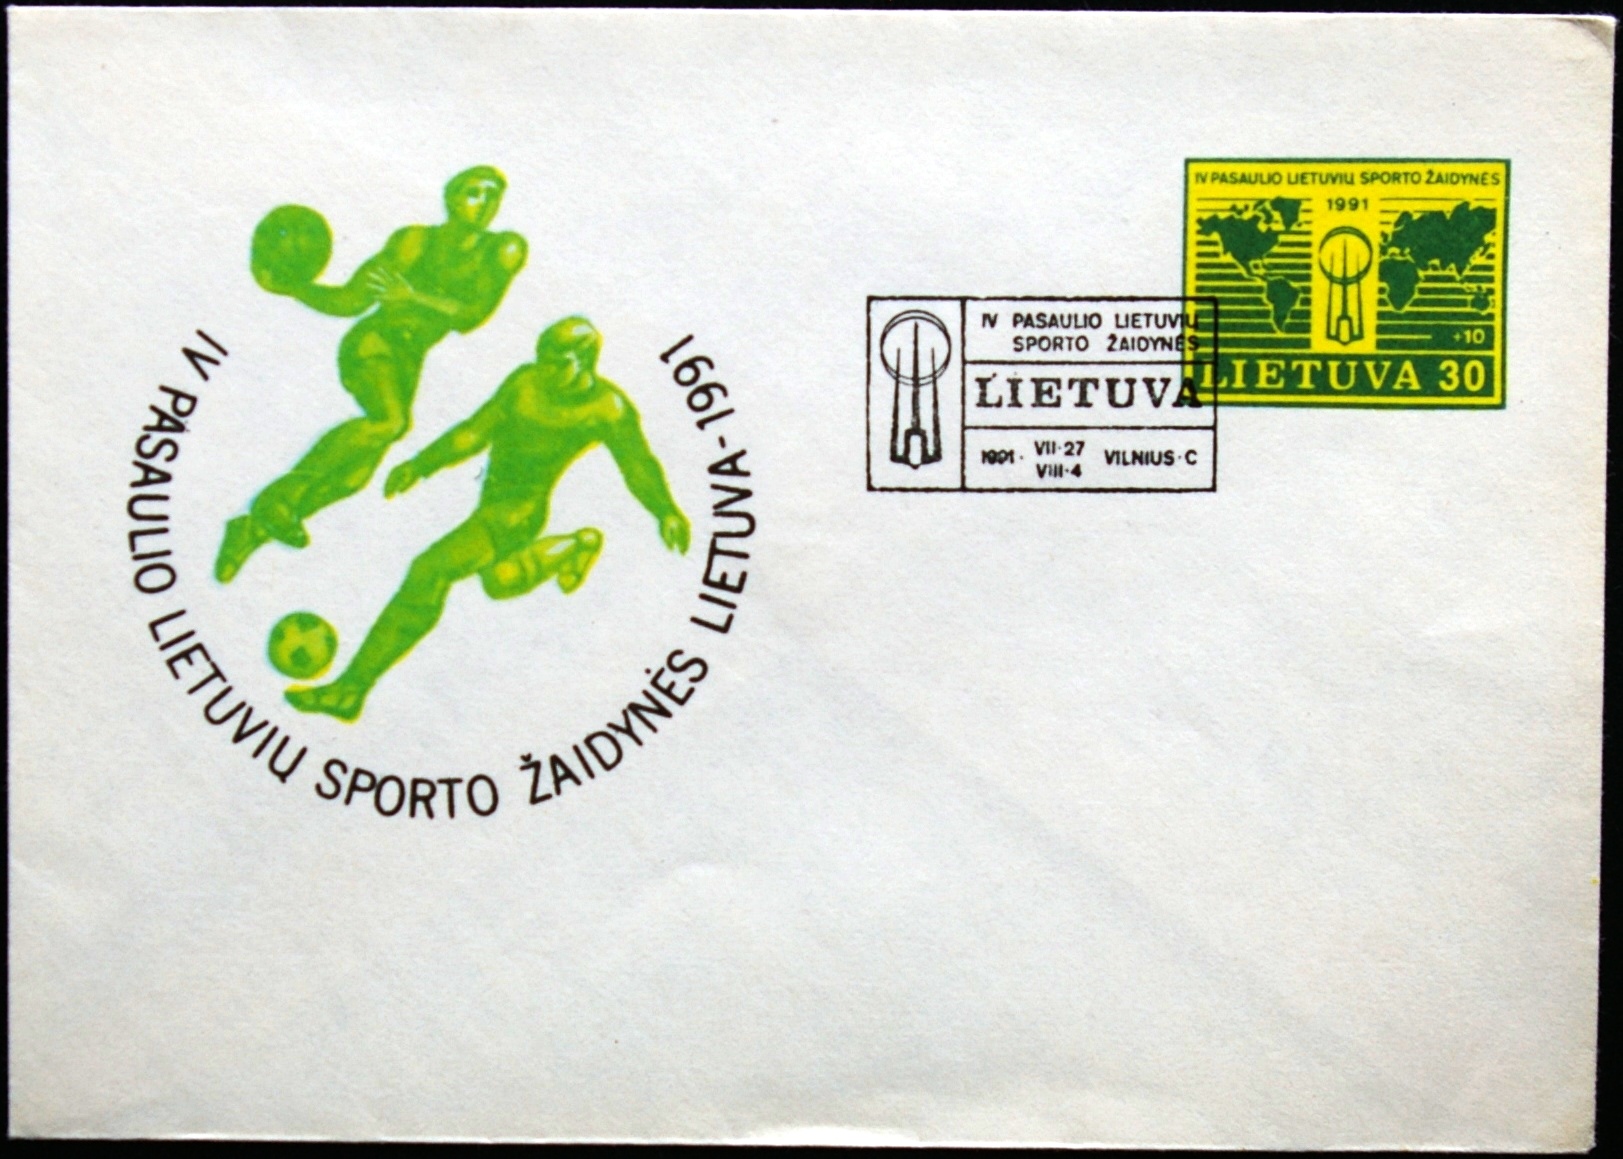 IV PASAULIO LIETUVIŲ SPORTO ŽAIDYNĖS LIETUVA-1991
IV PASAULIO LIETUVIŲ SPORTO ŽAIDYNĖS
1991
+10
LIETUVA 30
IV PASAULIO LIETUVIŲ
SPORTO ŽAIDYNĖS
LIETUVA
1991· VII·27 VILNIUS·C
VIII·4